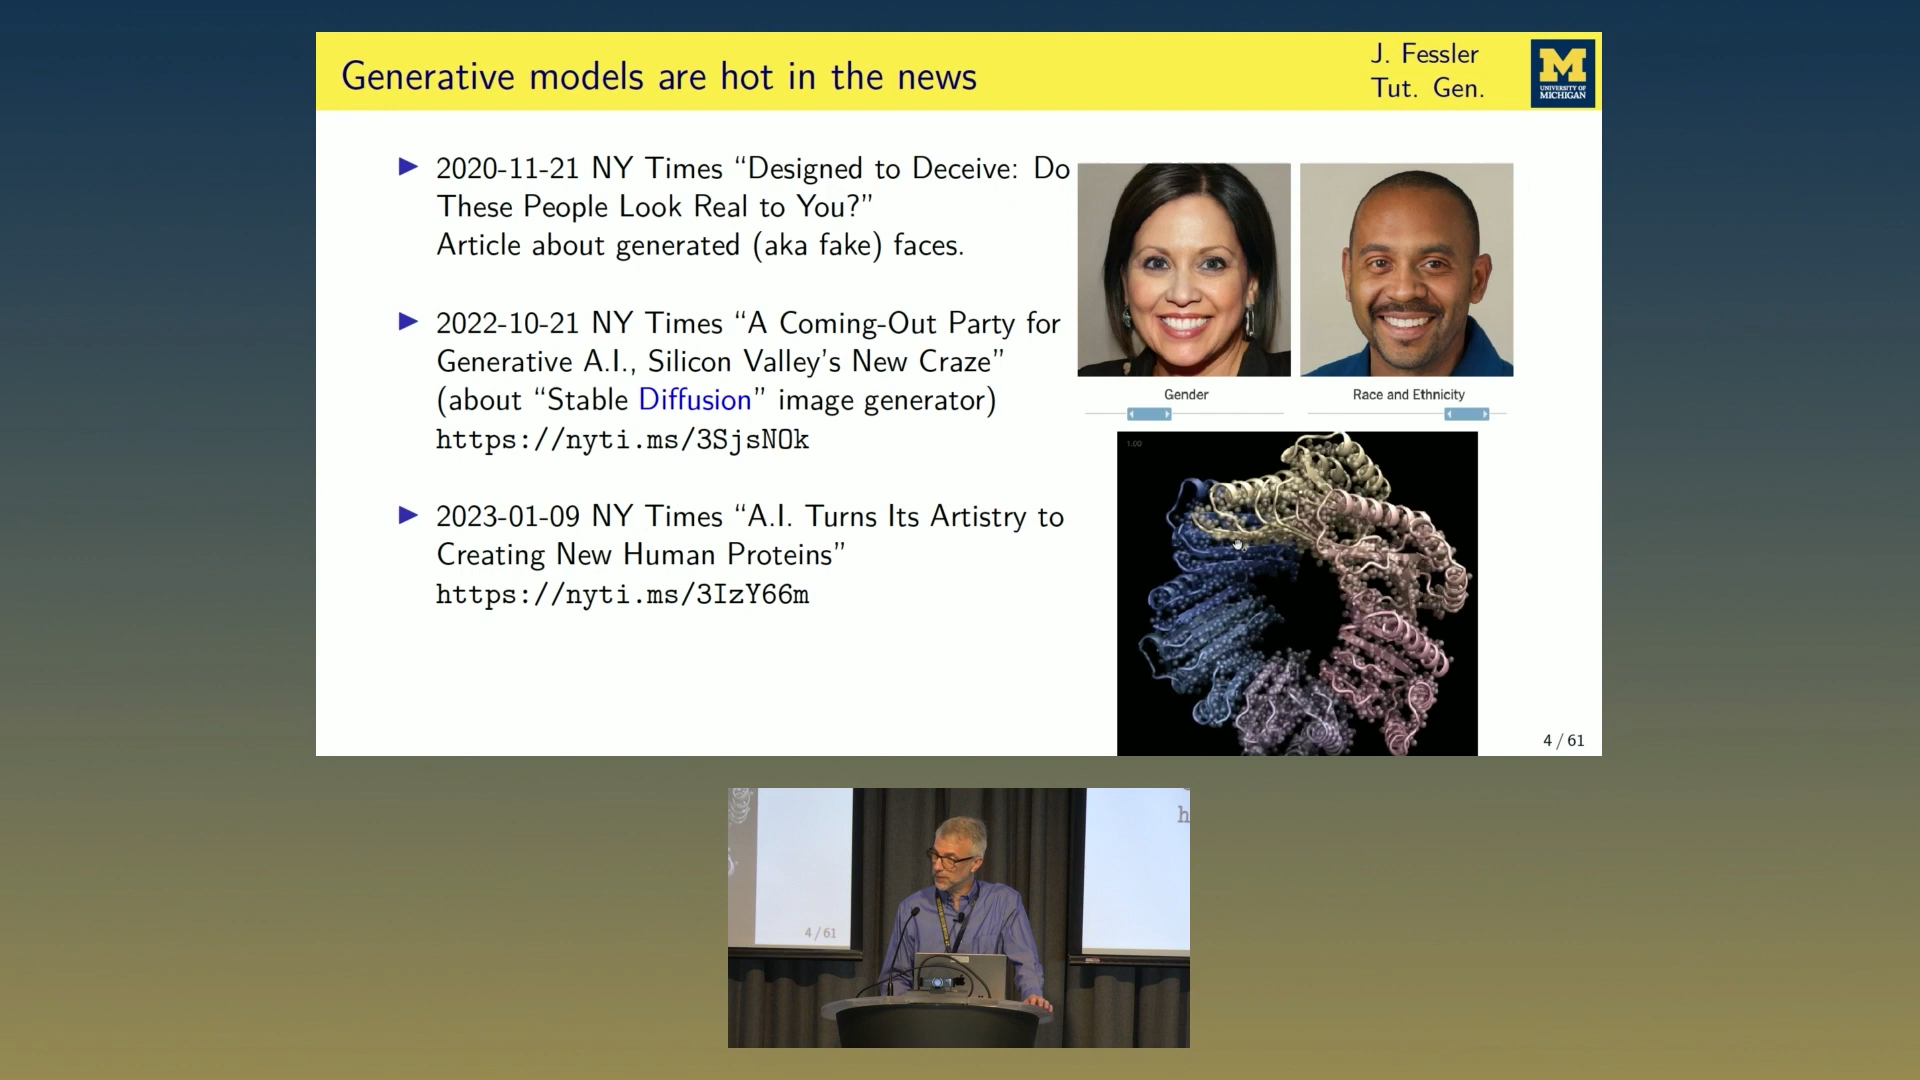 Generative models are hot in the news
J. Fessler
Tut. Gen.
M
UNIVERSITY OF
MICHIGAN
▶ 2020-11-21 NY Times “Designed to Deceive: Do
These People Look Real to You?”
Article about generated (aka fake) faces.
▶ 2022-10-21 NY Times “A Coming-Out Party for
Generative A.I., Silicon Valley’s New Craze”
(about “Stable Diffusion” image generator)
https://nyti.ms/3SjsNOk
▶ 2023-01-09 NY Times “A.I. Turns Its Artistry to
Creating New Human Proteins”
https://nyti.ms/3IzY66m
Gender
Race and Ethnicity
1.00
4 / 61
4 / 61
h